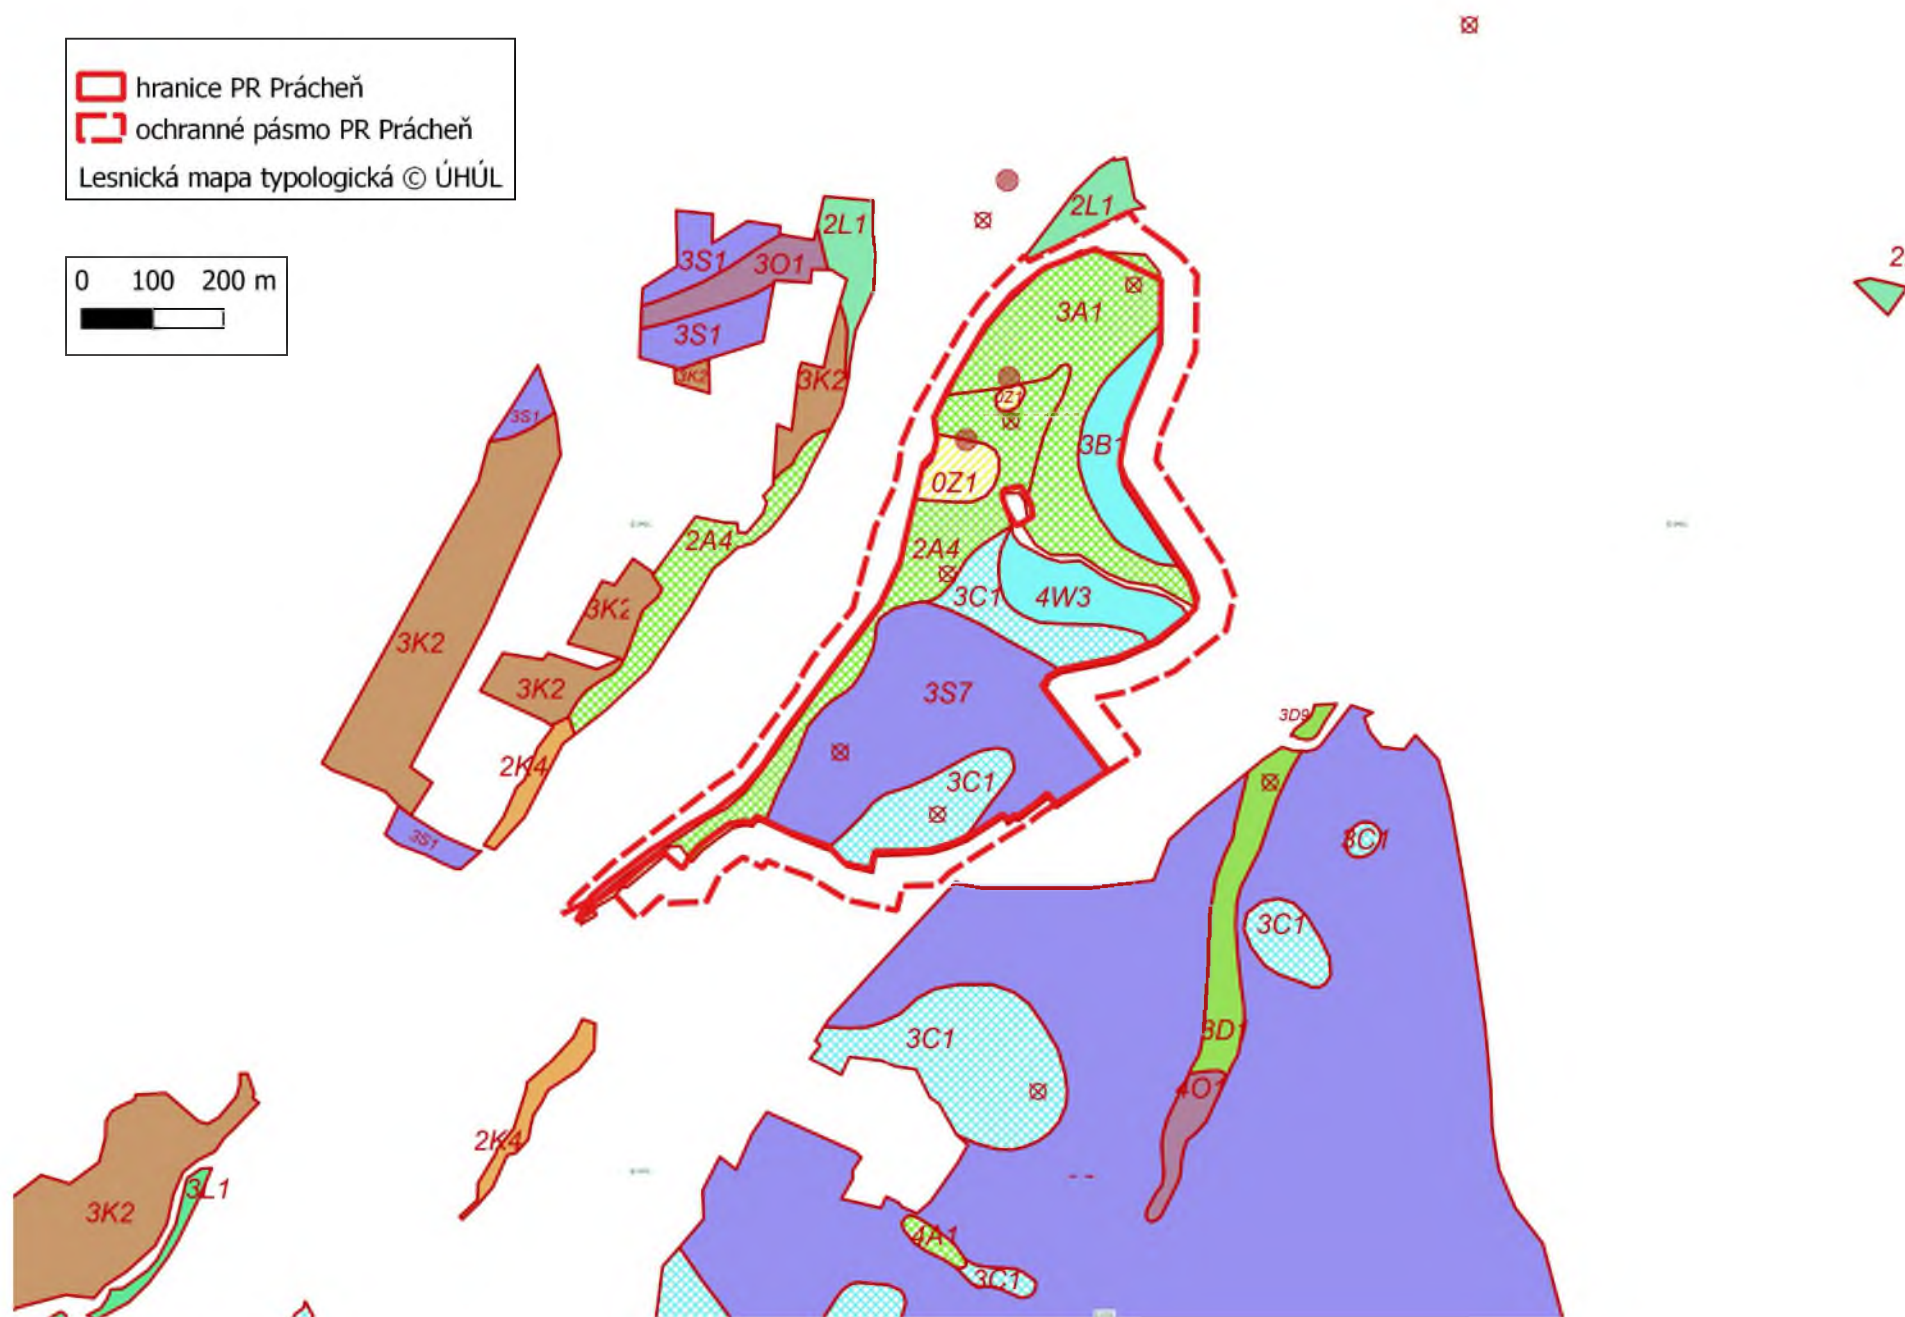 hranice PR Prácheň
ochranné pásmo PR Prácheň
Lesnická mapa typologická © ÚHÚL
0 100 200 m
2L1
2L1
3S1
3O1
2
3A1
3S1
3K2
3K2
0Z1
3S1
3B1
0Z1
2A4
2A4
3C1
4W3
3K2
3K2
3K2
3S7
3D9
2K4
3C1
3S1
3C1
3C1
3D1
3C1
4O1
2K4
3L1
3K2
4A1
3C1